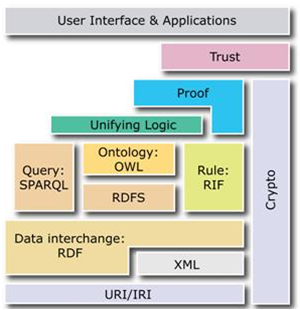 User Interface & Applications
Trust
Proof
Unifying Logic
Query:
SPARQL
Ontology:
OWL
RDFS
Rule:
RIF
Crypto
Data interchange:
RDF
XML
URI/IRI